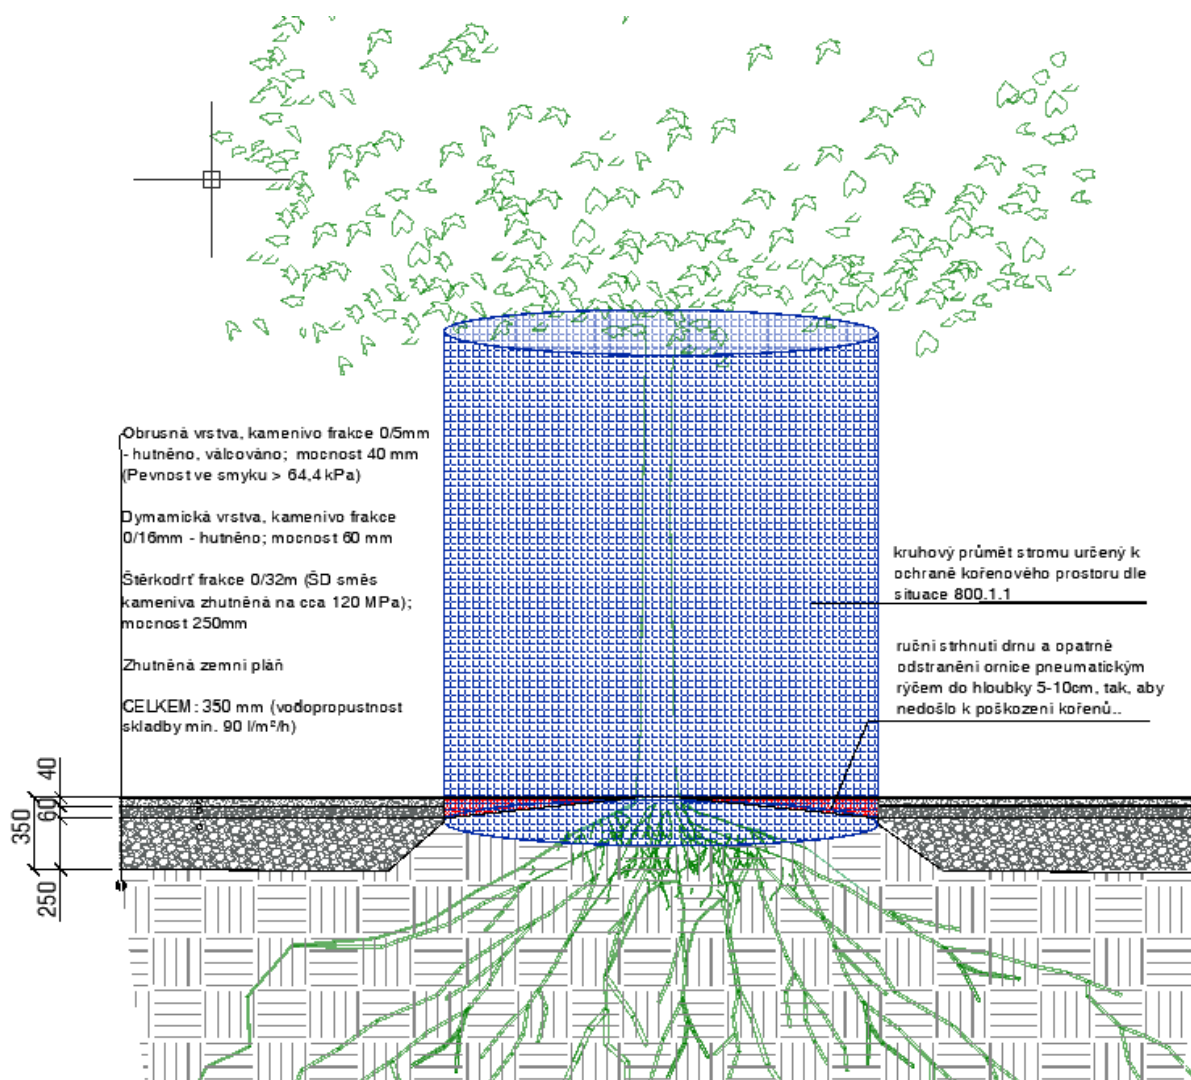 Obrusná vrstva, kamenivo frakce 0/5mm
- hutněno, válcováno; mocnost 40 mm
(Pevnost ve smyku > 64,4 kPa)
Dymamická vrstva, kamenivo frakce
0/16mm - hutněno; mocnost 60 mm
Štěrkodrť frakce 0/32m (ŠD směs
kameniva zhutněná na cca 120 MPa);
mocnost 250mm
Zhutněná zemní pláň
CELKEM: 350 mm (vodopropustnost
skladby min. 90 l/m²/h)
kruhový průmět stromu určený k
ochraně kořenového prostoru dle
situace 800.1.1
ruční strhnutí drnu a opatrné
odstranění ornice pneumatickým
rýčem do hloubky 5-10cm, tak, aby
nedošlo k poškození kořenů..
40
60
350
250